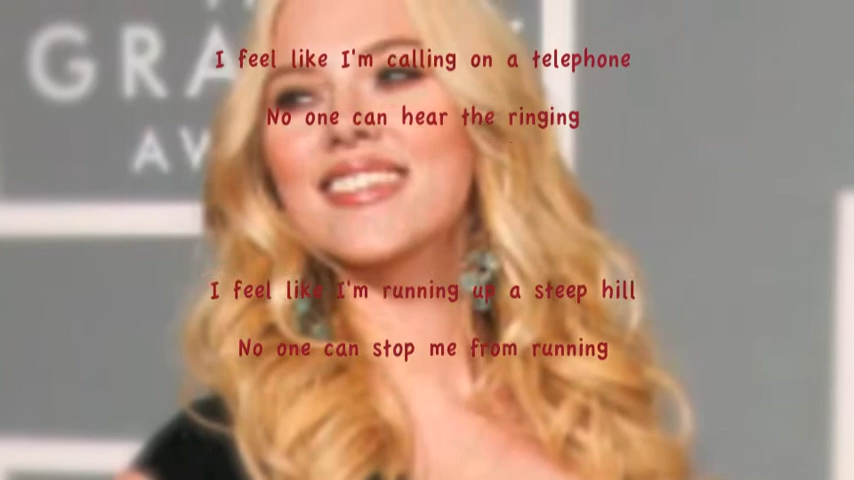 GRA
AW
I feel like I'm calling on a telephone
No one can hear the ringing
I feel like I'm running up a steep hill
No one can stop me from running